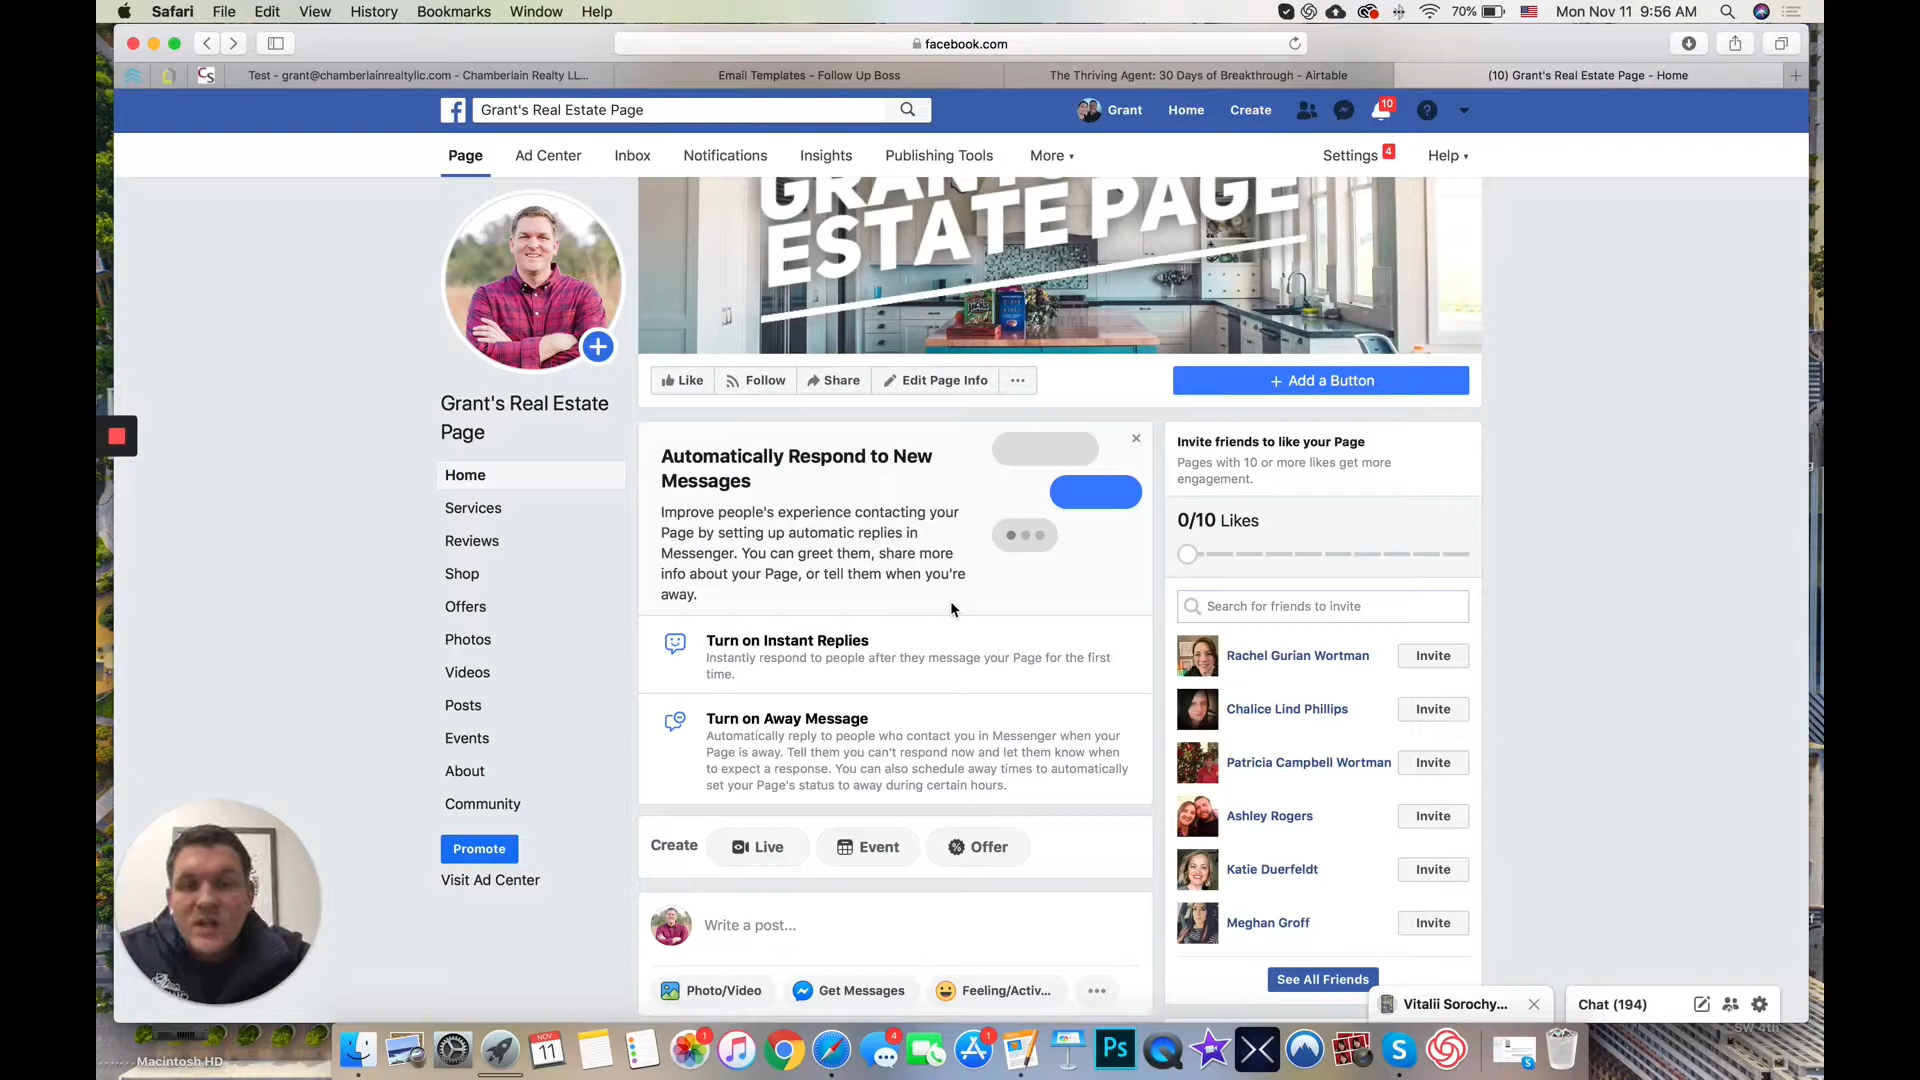 Safari File Edit View History Bookmarks Window Help 70% Mon Nov 11 9:56 AM
facebook.com
Test - grant@chamberlainrealtyllc.com - Chamberlain Realty LL... Email Templates - Follow Up Boss The Thriving Agent: 30 Days of Breakthrough - Airtable (10) Grant's Real Estate Page - Home
Grant's Real Estate Page Grant Home Create 10
Page Ad Center Inbox Notifications Insights Publishing Tools More Settings 4 Help
ESTATE PAGE
Like Follow Share Edit Page Info + Add a Button
Grant's Real Estate
Page
Home
Services
Reviews
Shop
Offers
Photos
Videos
Posts
Events
About
Community
Promote
Visit Ad Center
Automatically Respond to New
Messages
Improve people's experience contacting your
Page by setting up automatic replies in
Messenger. You can greet them, share more
info about your Page, or tell them when you're
away.
Turn on Instant Replies
Instantly respond to people after they message your Page for the first
time.
Turn on Away Message
Automatically reply to people who contact you in Messenger when your
Page is away. Tell them you can't respond now and let them know when
to expect a response. You can also schedule away times to automatically
set your Page's status to away during certain hours.
Create Live Event Offer
Write a post...
Photo/Video Get Messages Feeling/Activ...
Invite friends to like your Page
Pages with 10 or more likes get more
engagement.
0/10 Likes
Search for friends to invite
Rachel Gurian Wortman Invite
Chalice Lind Phillips Invite
Patricia Campbell Wortman Invite
Ashley Rogers Invite
Katie Duerfeldt Invite
Meghan Groff Invite
See All Friends
Vitalii Sorochy... Chat (194)
SW 4th
Macintosh HD
NOV
11
1
4
1
Ps